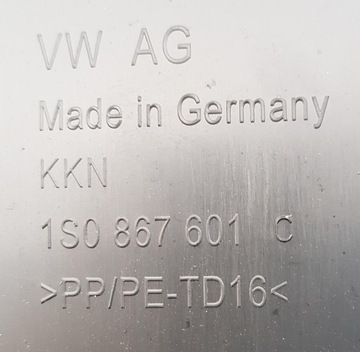 VW AG
Made in Germany
KKN
1S0 867 601 C
>PP/PE-TD16<